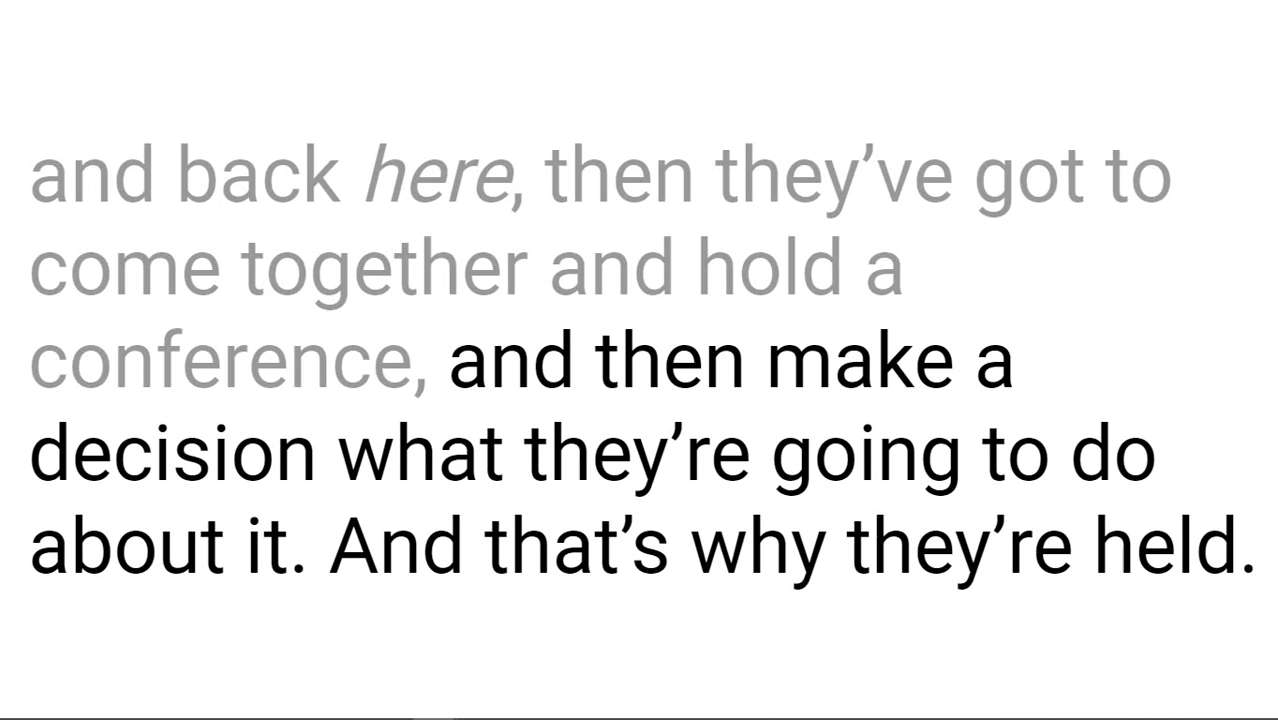 and back here, then they’ve got to
come together and hold a
conference, and then make a
decision what they’re going to do
about it. And that’s why they’re held.